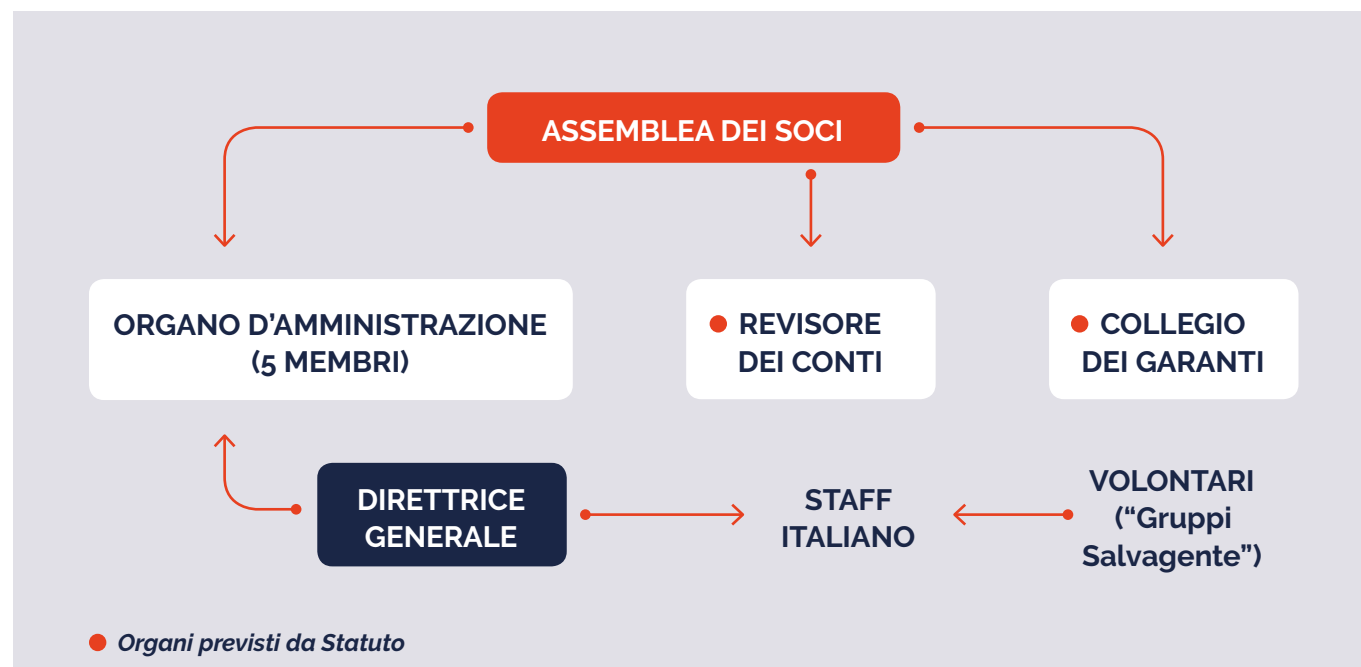 ASSEMBLEA DEI SOCI
ORGANO D’AMMINISTRAZIONE
(5 MEMBRI)
REVISORE
DEI CONTI
COLLEGIO
DEI GARANTI
DIRETTRICE
GENERALE
STAFF
ITALIANO
VOLONTARI
(“Gruppi
Salvagente”)
Organi previsti da Statuto